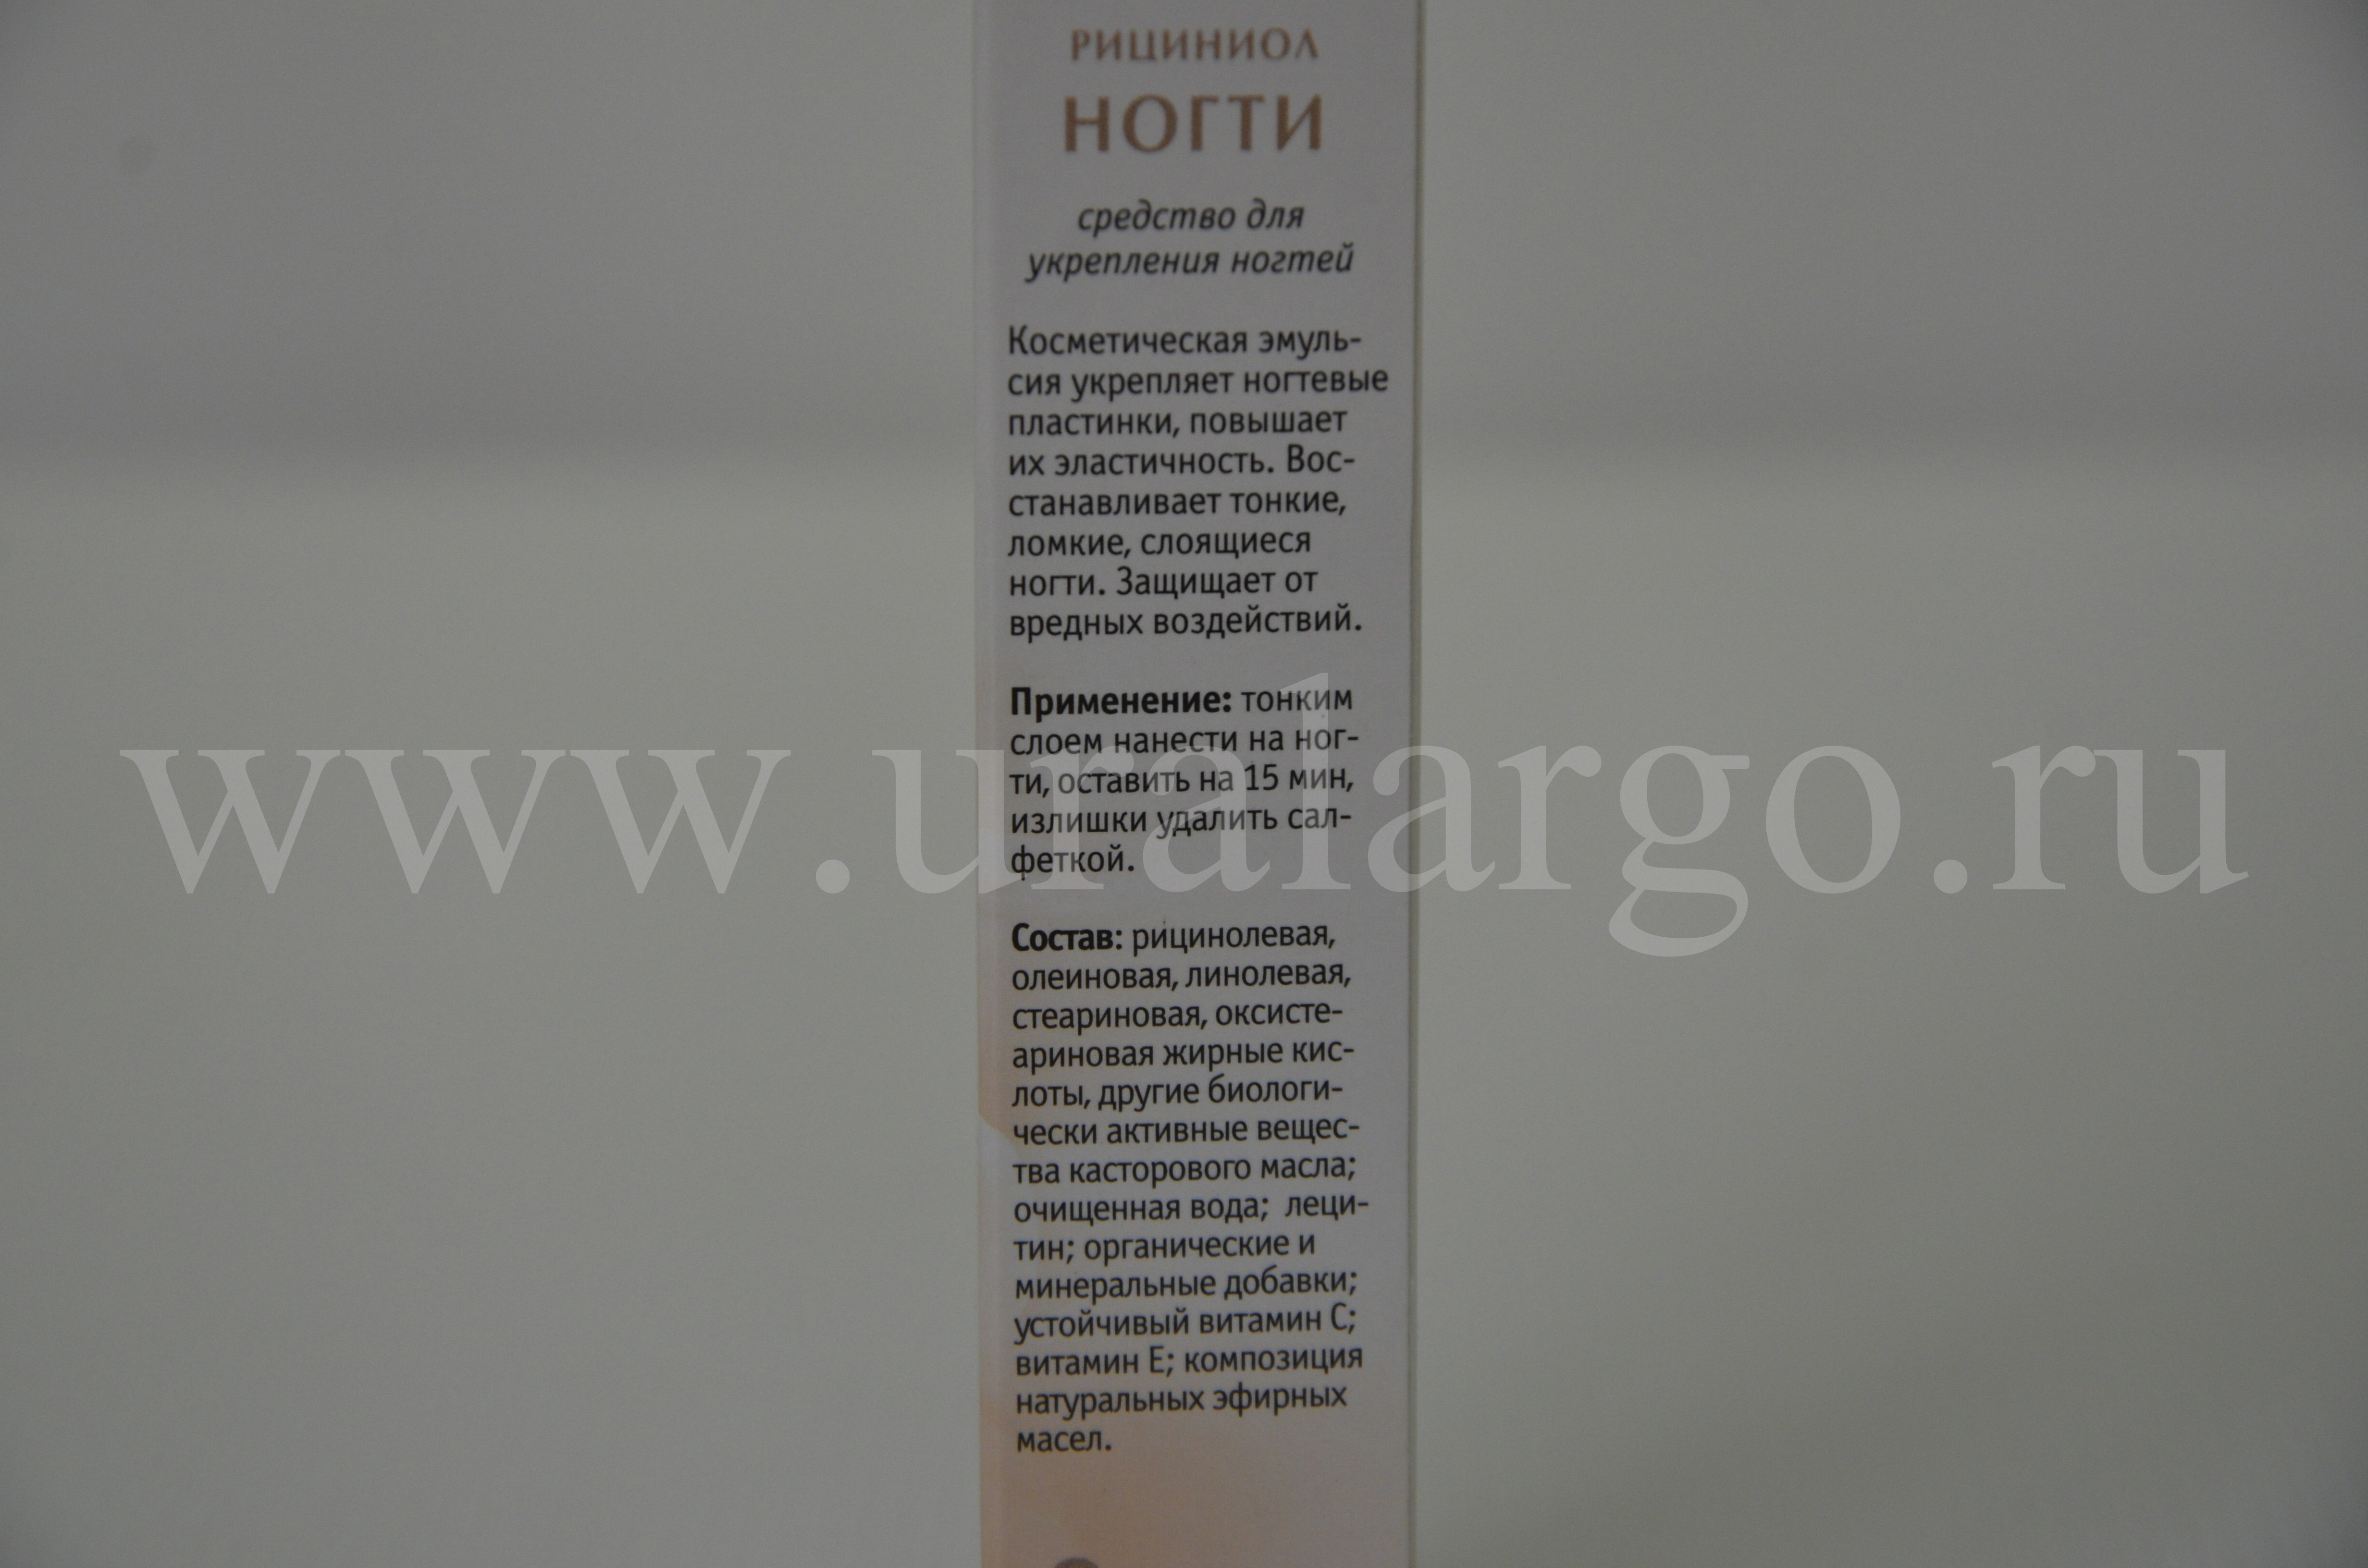 РИЦИНИОЛ
НОГТИ
средство для
укрепления ногтей
Косметическая эмуль-
сия укрепляет ногтевые
пластинки, повышает
их эластичность. Вос-
станавливает тонкие,
ломкие, слоящиеся
ногти. Защищает от
вредных воздействий.
Применение: тонким
слоем нанести на ног-
ти, оставить на 15 мин,
излишки удалить сал-
феткой.
www.uralargo.ru
Состав: рицинолевая,
олеиновая, линолевая,
стеариновая, оксисте-
ариновая жирные кис-
лоты, другие биологи-
чески активные вещес-
тва касторового масла;
очищенная вода; леци-
тин; органические и
минеральные добавки;
устойчивый витамин С;
витамин Е; композиция
натуральных эфирных
масел.